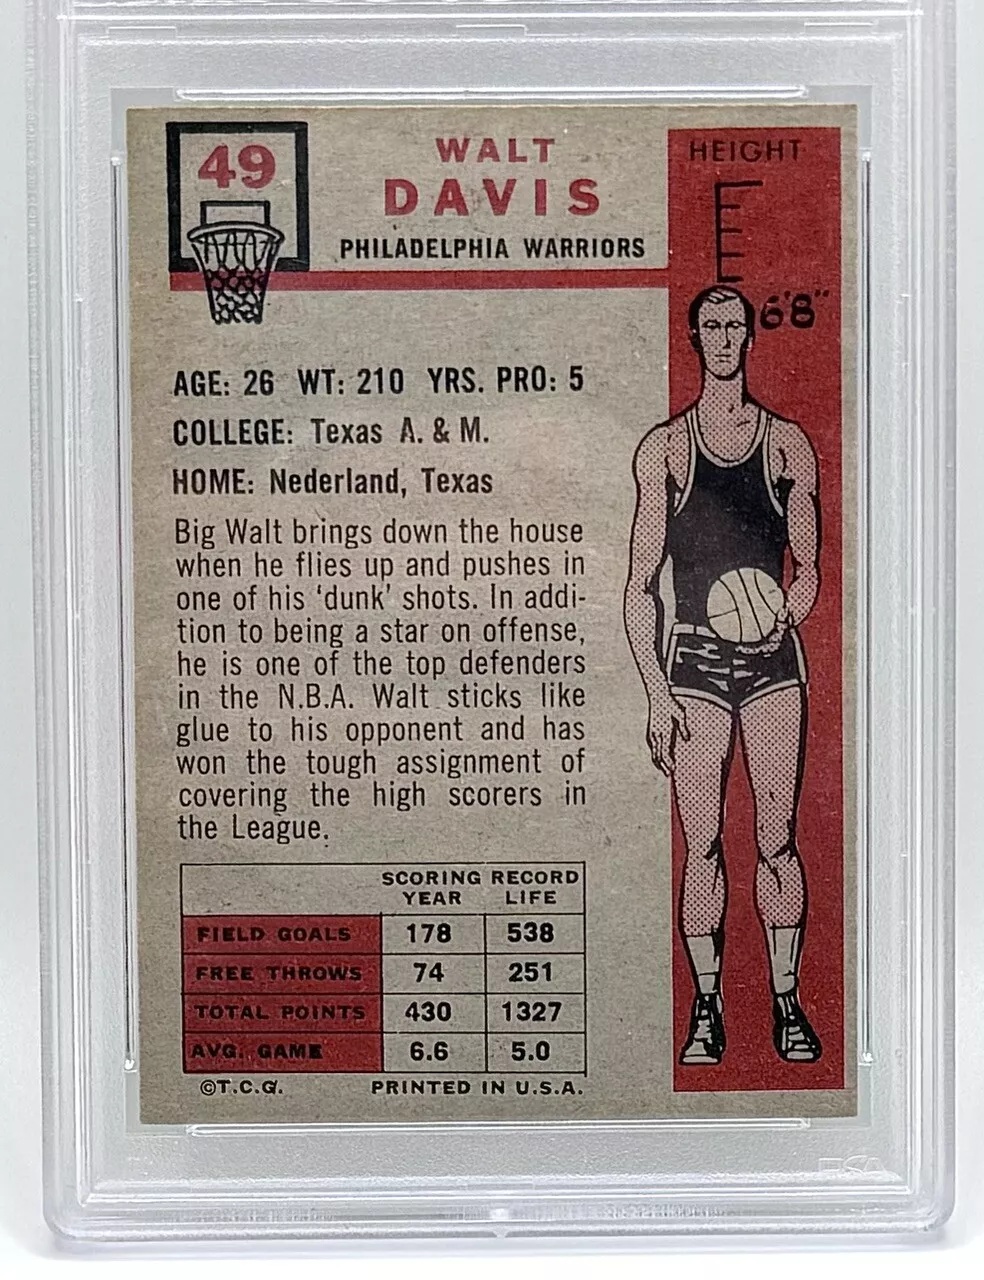 49
WALT
DAVIS
PHILADELPHIA WARRIORS
HEIGHT
6'8"
AGE: 26 WT: 210 YRS. PRO: 5
COLLEGE: Texas A. & M.
HOME: Nederland, Texas
Big Walt brings down the house
when he flies up and pushes in
one of his 'dunk' shots. In addi-
tion to being a star on offense,
he is one of the top defenders
in the N.B.A. Walt sticks like
glue to his opponent and has
won the tough assignment of
covering the high scorers in
the League.
SCORING RECORD
YEAR LIFE
FIELD GOALS 178 538
FREE THROWS 74 251
TOTAL POINTS 430 1327
AVG. GAME 6.6 5.0
©T.C.G. PRINTED IN U.S.A.